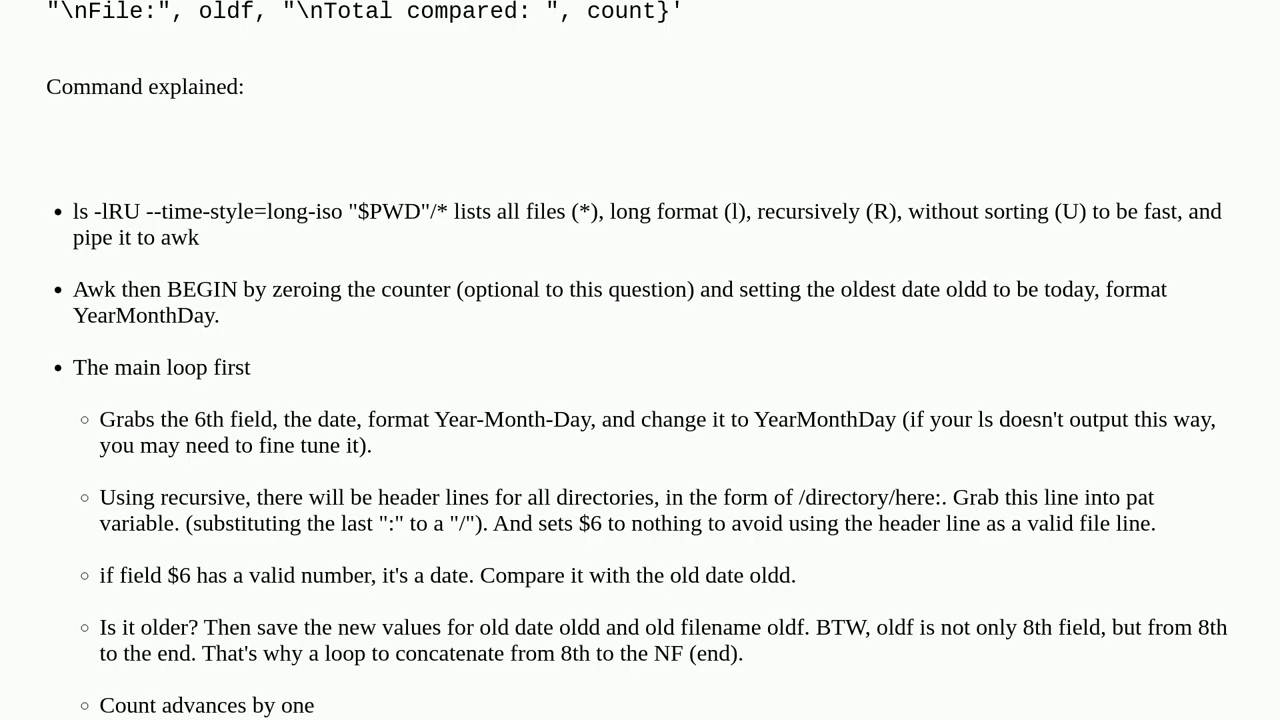 "\nFile:", oldf, "\nTotal compared: ", count}'
Command explained:
ls -lRU --time-style=long-iso "$PWD"/* lists all files (*), long format (l), recursively (R), without sorting (U) to be fast, and
pipe it to awk
Awk then BEGIN by zeroing the counter (optional to this question) and setting the oldest date oldd to be today, format
YearMonthDay.
The main loop first
Grabs the 6th field, the date, format Year-Month-Day, and change it to YearMonthDay (if your ls doesn't output this way,
you may need to fine tune it).
Using recursive, there will be header lines for all directories, in the form of /directory/here:. Grab this line into pat
variable. (substituting the last ":" to a "/"). And sets $6 to nothing to avoid using the header line as a valid file line.
if field $6 has a valid number, it's a date. Compare it with the old date oldd.
Is it older? Then save the new values for old date oldd and old filename oldf. BTW, oldf is not only 8th field, but from 8th
to the end. That's why a loop to concatenate from 8th to the NF (end).
Count advances by one